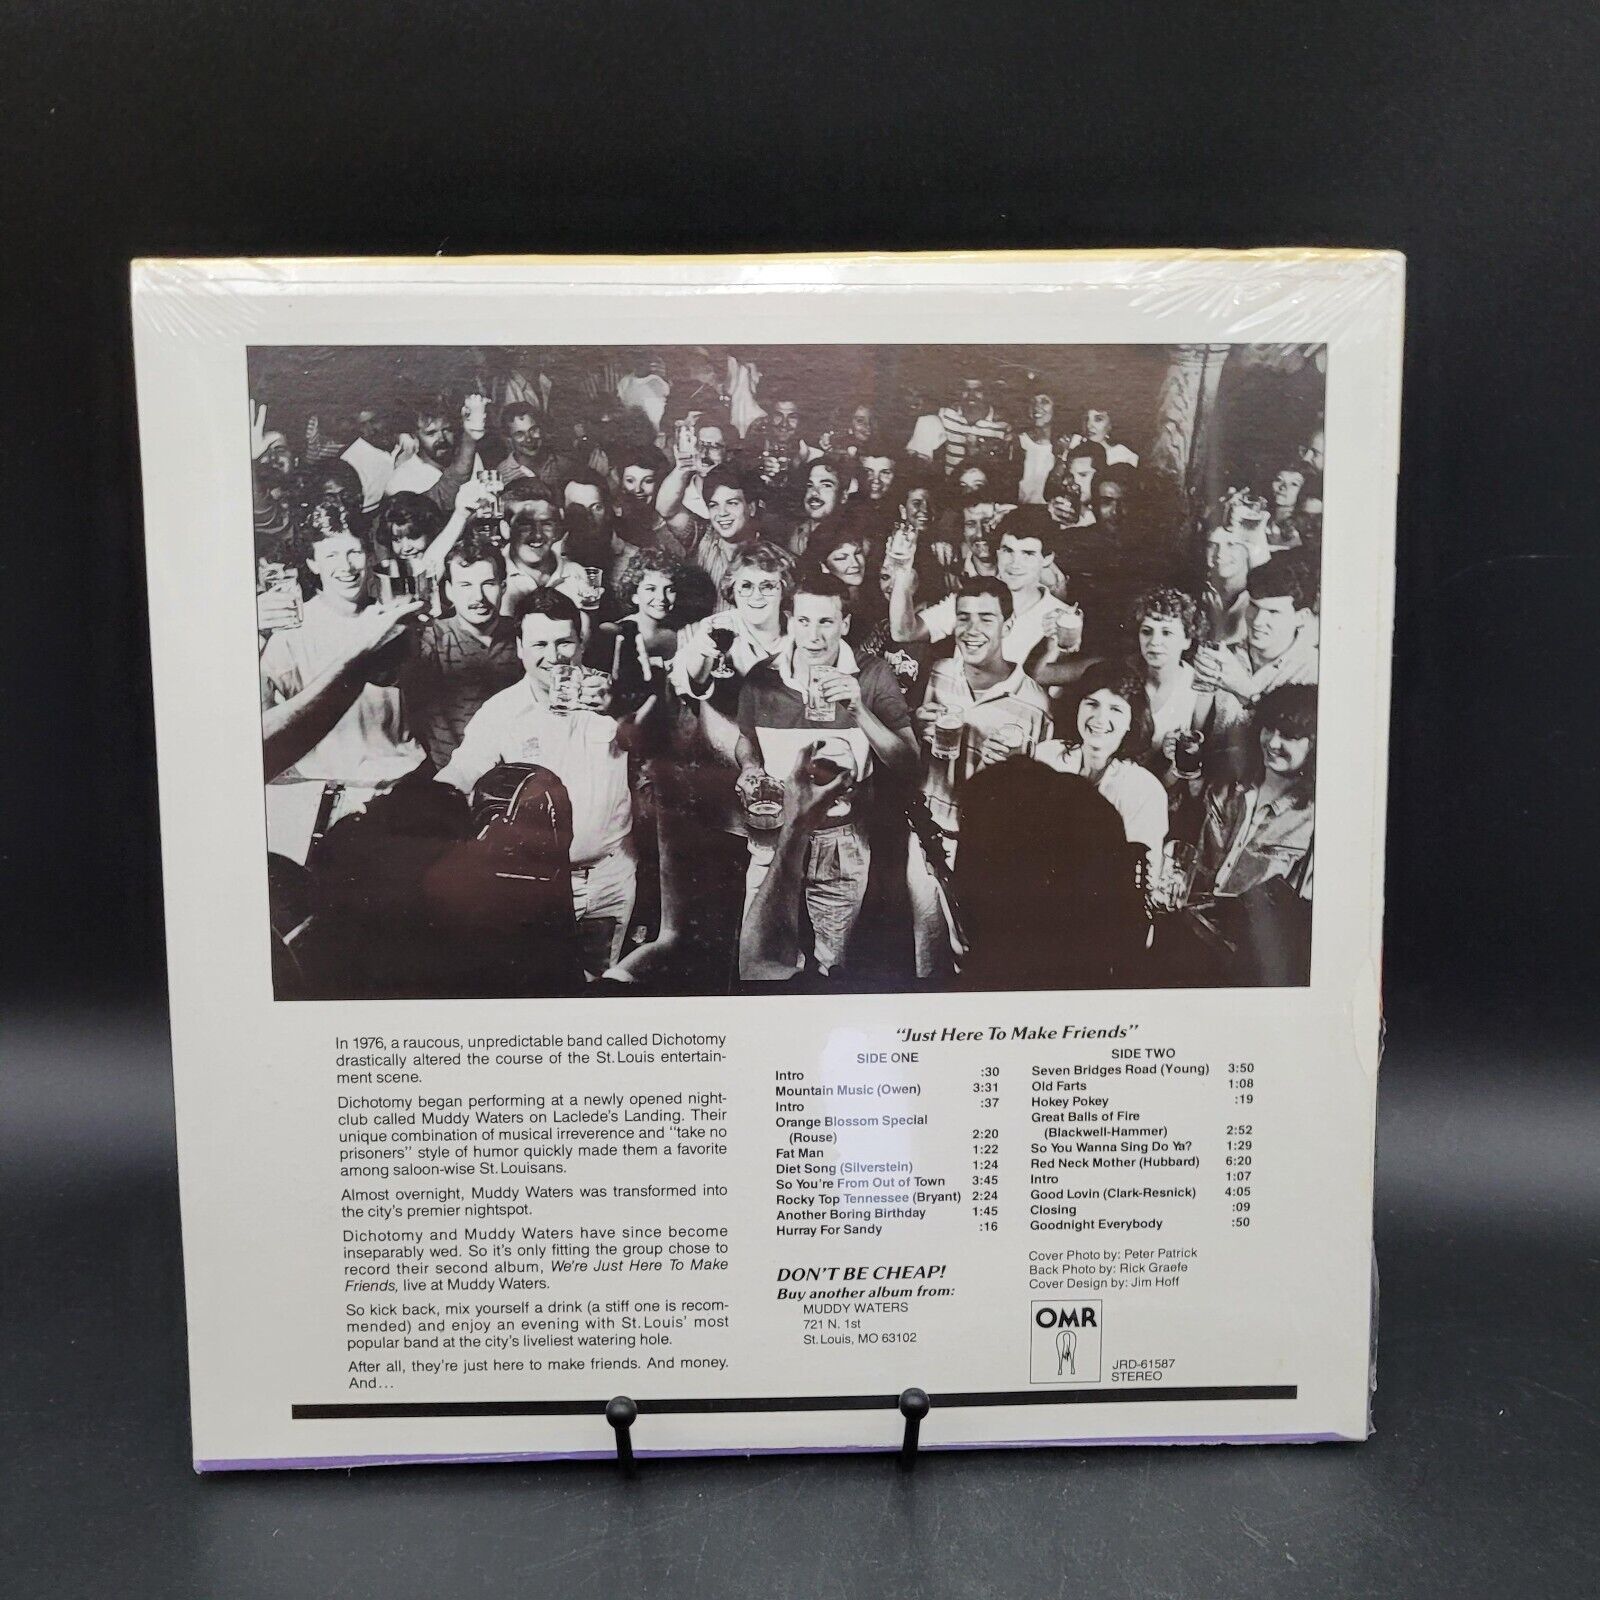 In 1976, a raucous, unpredictable band called Dichotomy
drastically altered the course of the St. Louis entertain-
ment scene.
Dichotomy began performing at a newly opened night-
club called Muddy Waters on Laclede's Landing. Their
unique combination of musical irreverence and "take no
prisoners" style of humor quickly made them a favorite
among saloon-wise St. Louisans.
Almost overnight, Muddy Waters was transformed into
the city's premier nightspot.
Dichotomy and Muddy Waters have since become
inseparably wed. So it's only fitting the group chose to
record their second album, We're Just Here To Make
Friends, live at Muddy Waters.
So kick back, mix yourself a drink (a stiff one is recom-
mended) and enjoy an evening with St. Louis' most
popular band at the city's liveliest watering hole.
After all, they're just here to make friends. And money.
And...
"Just Here To Make Friends"
SIDE ONE
Intro :30
Mountain Music (Owen) 3:31
Intro :37
Orange Blossom Special
(Rouse) 2:20
Fat Man 1:22
Diet Song (Silverstein) 1:24
So You're From Out of Town 3:45
Rocky Top Tennessee (Bryant) 2:24
Another Boring Birthday 1:45
Hurray For Sandy :16
SIDE TWO
Seven Bridges Road (Young) 3:50
Old Farts 1:08
Hokey Pokey :19
Great Balls of Fire
(Blackwell-Hammer) 2:52
So You Wanna Sing Do Ya? 1:29
Red Neck Mother (Hubbard) 6:20
Intro 1:07
Good Lovin (Clark-Resnick) 4:05
Closing :09
Goodnight Everybody :50
DON'T BE CHEAP!
Buy another album from:
MUDDY WATERS
721 N. 1st
St. Louis, MO 63102
Cover Photo by: Peter Patrick
Back Photo by: Rick Graefe
Cover Design by: Jim Hoff
OMR
JRD-61587
STEREO